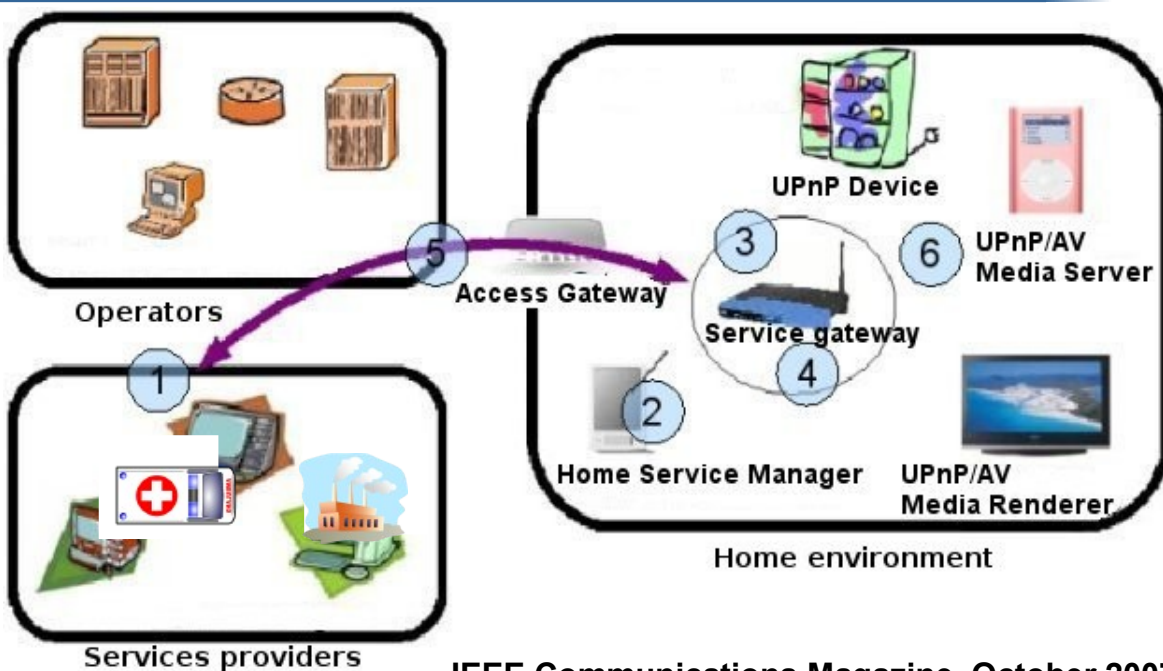 UPnP Device
UPnP/AV
Media Server
3
6
5
Access Gateway
Service gateway
Operators
4
1
2
Home Service Manager
UPnP/AV
Media Renderer
Home environment
Services providers
IEEE Communications Magazine, October